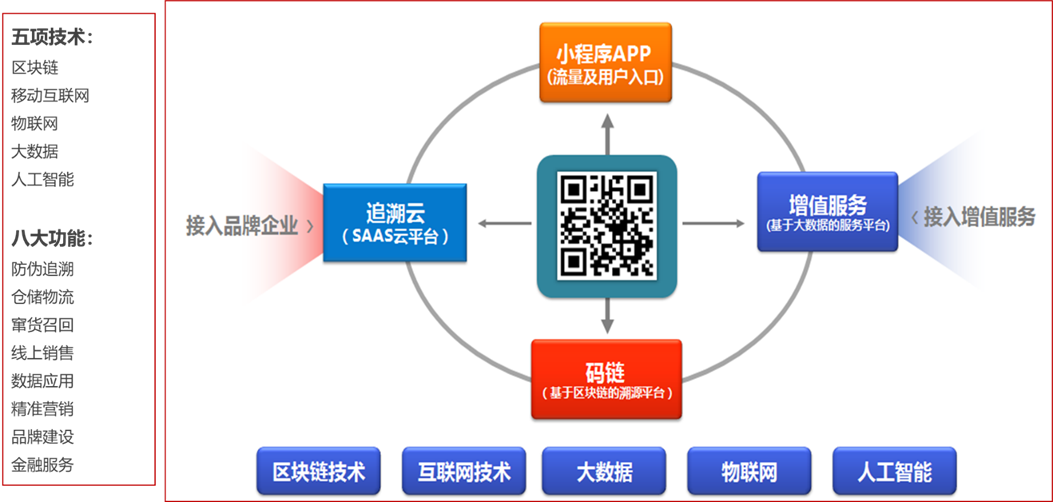 五项技术：
区块链
移动互联网
物联网
大数据
人工智能
八大功能：
防伪追溯
仓储物流
窜货召回
线上销售
数据应用
精准营销
品牌建设
金融服务
小程序APP
(流量及用户入口)
接入品牌企业
追溯云
（SAAS云平台）
增值服务
(基于大数据的服务平台)
接入增值服务
码链
（基于区块链的溯源平台）
区块链技术
互联网技术
大数据
物联网
人工智能